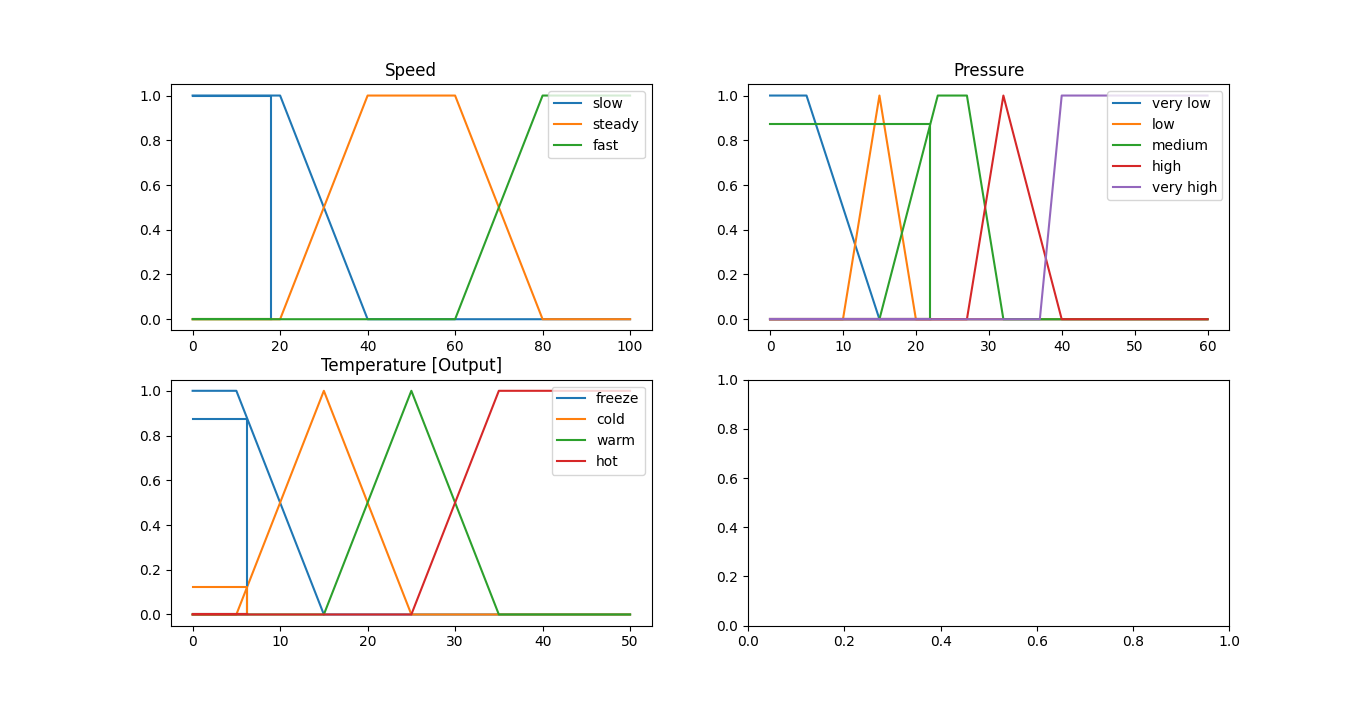 Speed
1.0
0.8
0.6
0.4
0.2
0.0
0 20 40 60 80 100
slow
steady
fast
Pressure
1.0
0.8
0.6
0.4
0.2
0.0
0 10 20 30 40 50 60
very low
low
medium
high
very high
Temperature [Output]
1.0
0.8
0.6
0.4
0.2
0.0
0 10 20 30 40 50
freeze
cold
warm
hot
1.0
0.8
0.6
0.4
0.2
0.0
0.0 0.2 0.4 0.6 0.8 1.0